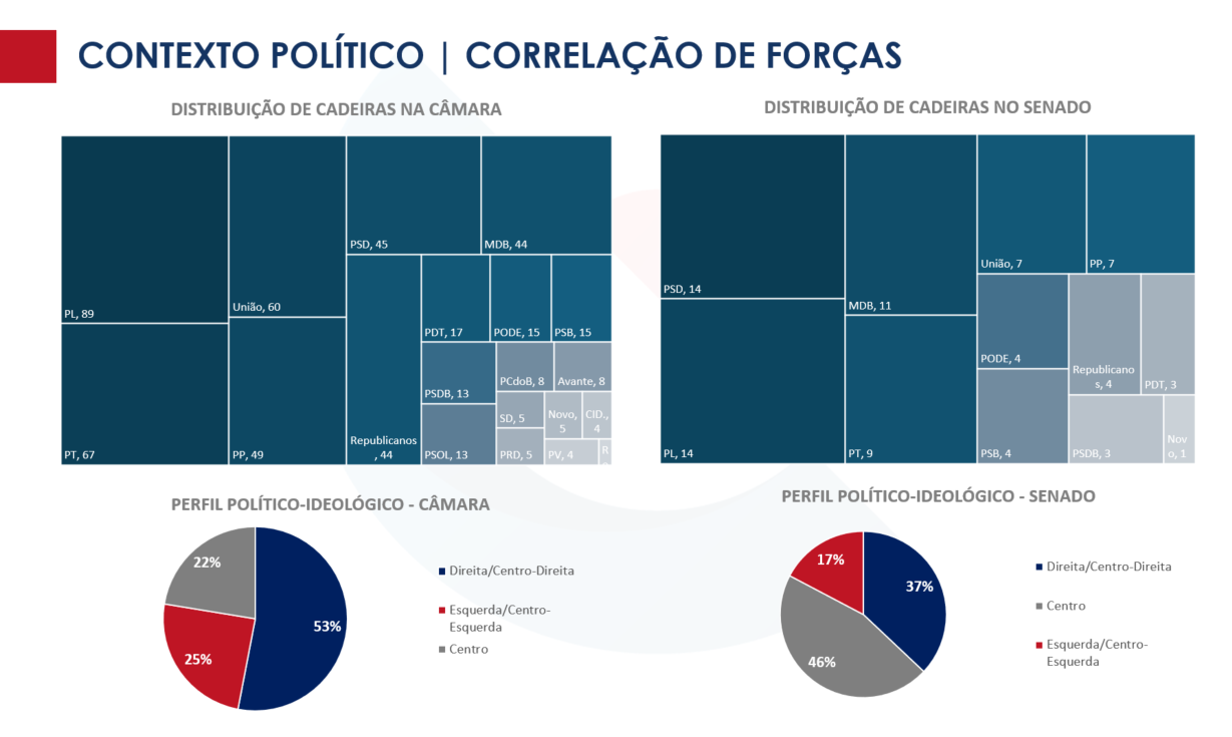 CONTEXTO POLÍTICO | CORRELAÇÃO DE FORÇAS
DISTRIBUIÇÃO DE CADEIRAS NA CÂMARA
PL, 89
PT, 67
União, 60
PP, 49
PSD, 45
MDB, 44
Republicanos
, 44
PDT, 17
PODE, 15
PSB, 15
PSDB, 13
PSOL, 13
PCdoB, 8
Avante, 8
SD, 5
PRD, 5
Novo,
5
CID.,
4
PV, 4
R
DISTRIBUIÇÃO DE CADEIRAS NO SENADO
PSD, 14
PL, 14
MDB, 11
PT, 9
União, 7
PP, 7
PODE, 4
PSB, 4
Republicano
s, 4
PDT, 3
PSDB, 3
Nov
o, 1
PERFIL POLÍTICO-IDEOLÓGICO - CÂMARA
22%
53%
25%
Direita/Centro-Direita
Esquerda/Centro-
Esquerda
Centro
PERFIL POLÍTICO-IDEOLÓGICO - SENADO
17%
37%
46%
Direita/Centro-Direita
Centro
Esquerda/Centro-
Esquerda